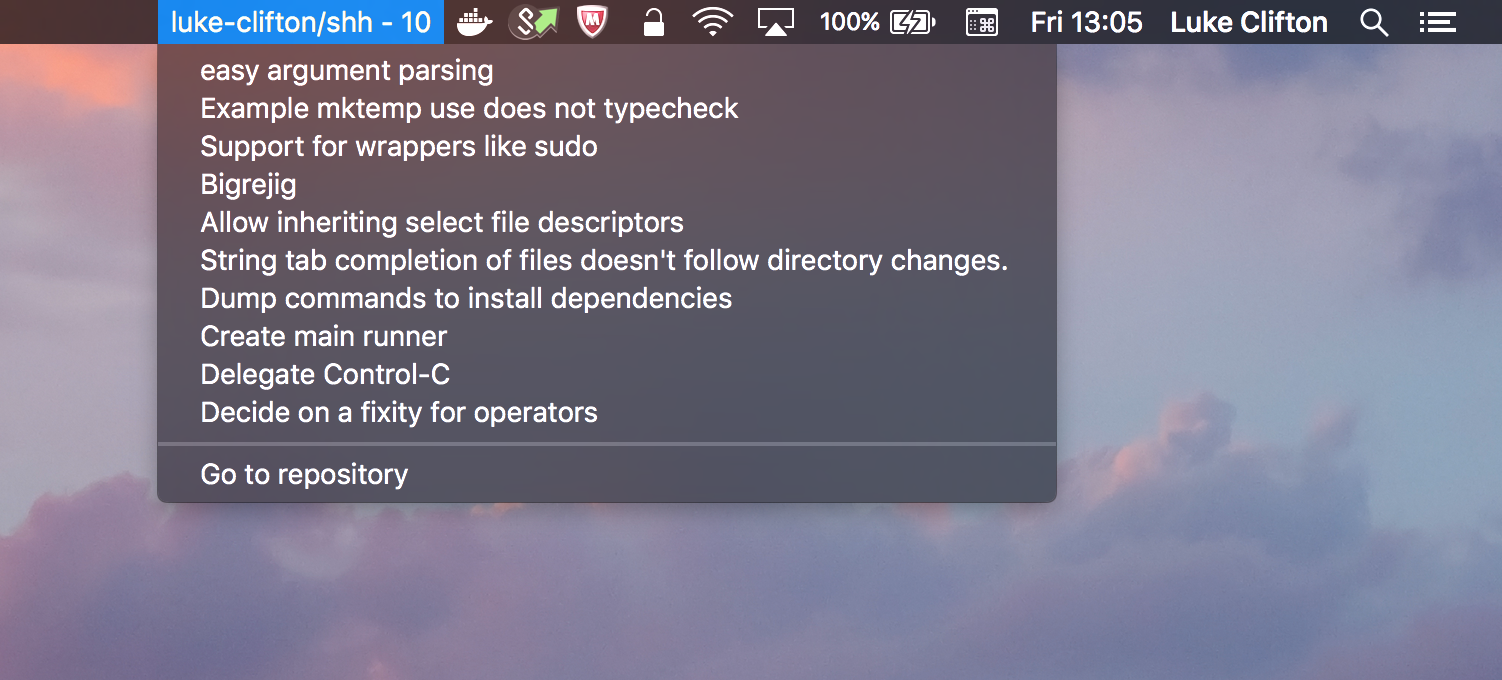 luke-clifton/shh - 10 100% Fri 13:05 Luke Clifton
easy argument parsing
Example mktemp use does not typecheck
Support for wrappers like sudo
Bigrejig
Allow inheriting select file descriptors
String tab completion of files doesn't follow directory changes.
Dump commands to install dependencies
Create main runner
Delegate Control-C
Decide on a fixity for operators
Go to repository